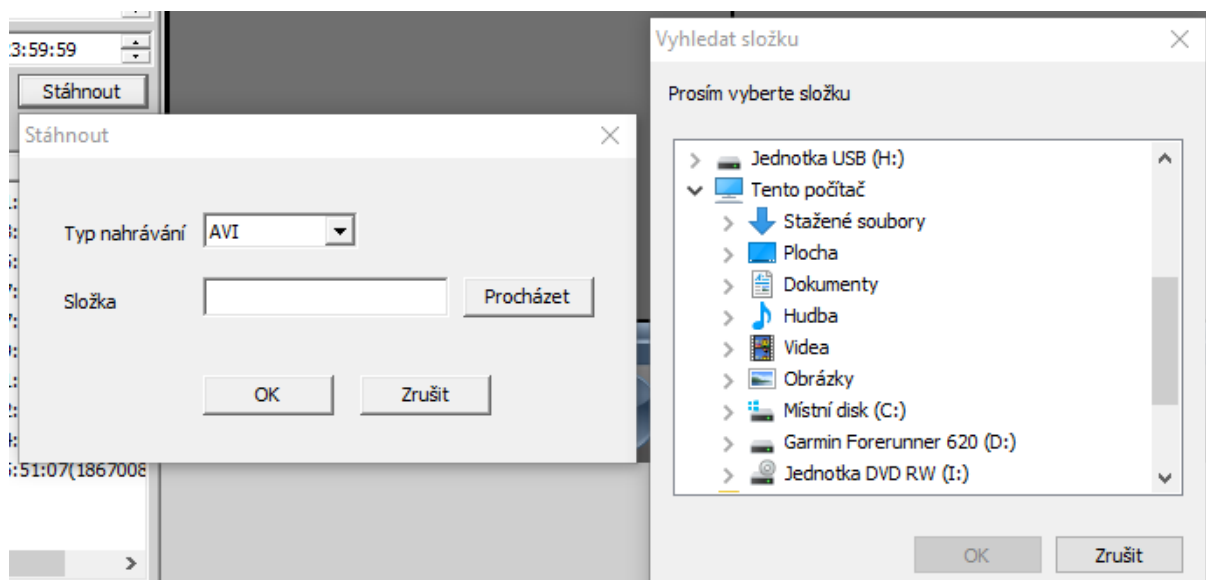 3:59:59
Stáhnout
Stáhnout
Typ nahrávání
AVI
Složka
Procházet
OK
Zrušit
:51:07(1867008
Vyhledat složku
Prosím vyberte složku
Jednotka USB (H:)
Tento počítač
Stažené soubory
Plocha
Dokumenty
Hudba
Videa
Obrázky
Místní disk (C:)
Garmin Forerunner 620 (D:)
Jednotka DVD RW (I:)
OK
Zrušit